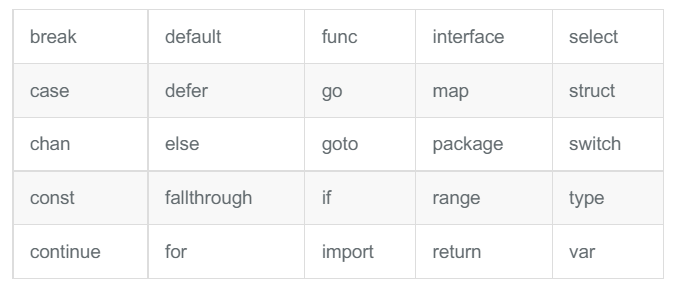 break default func interface select
case defer go map struct
chan else goto package switch
const fallthrough if range type
continue for import return var